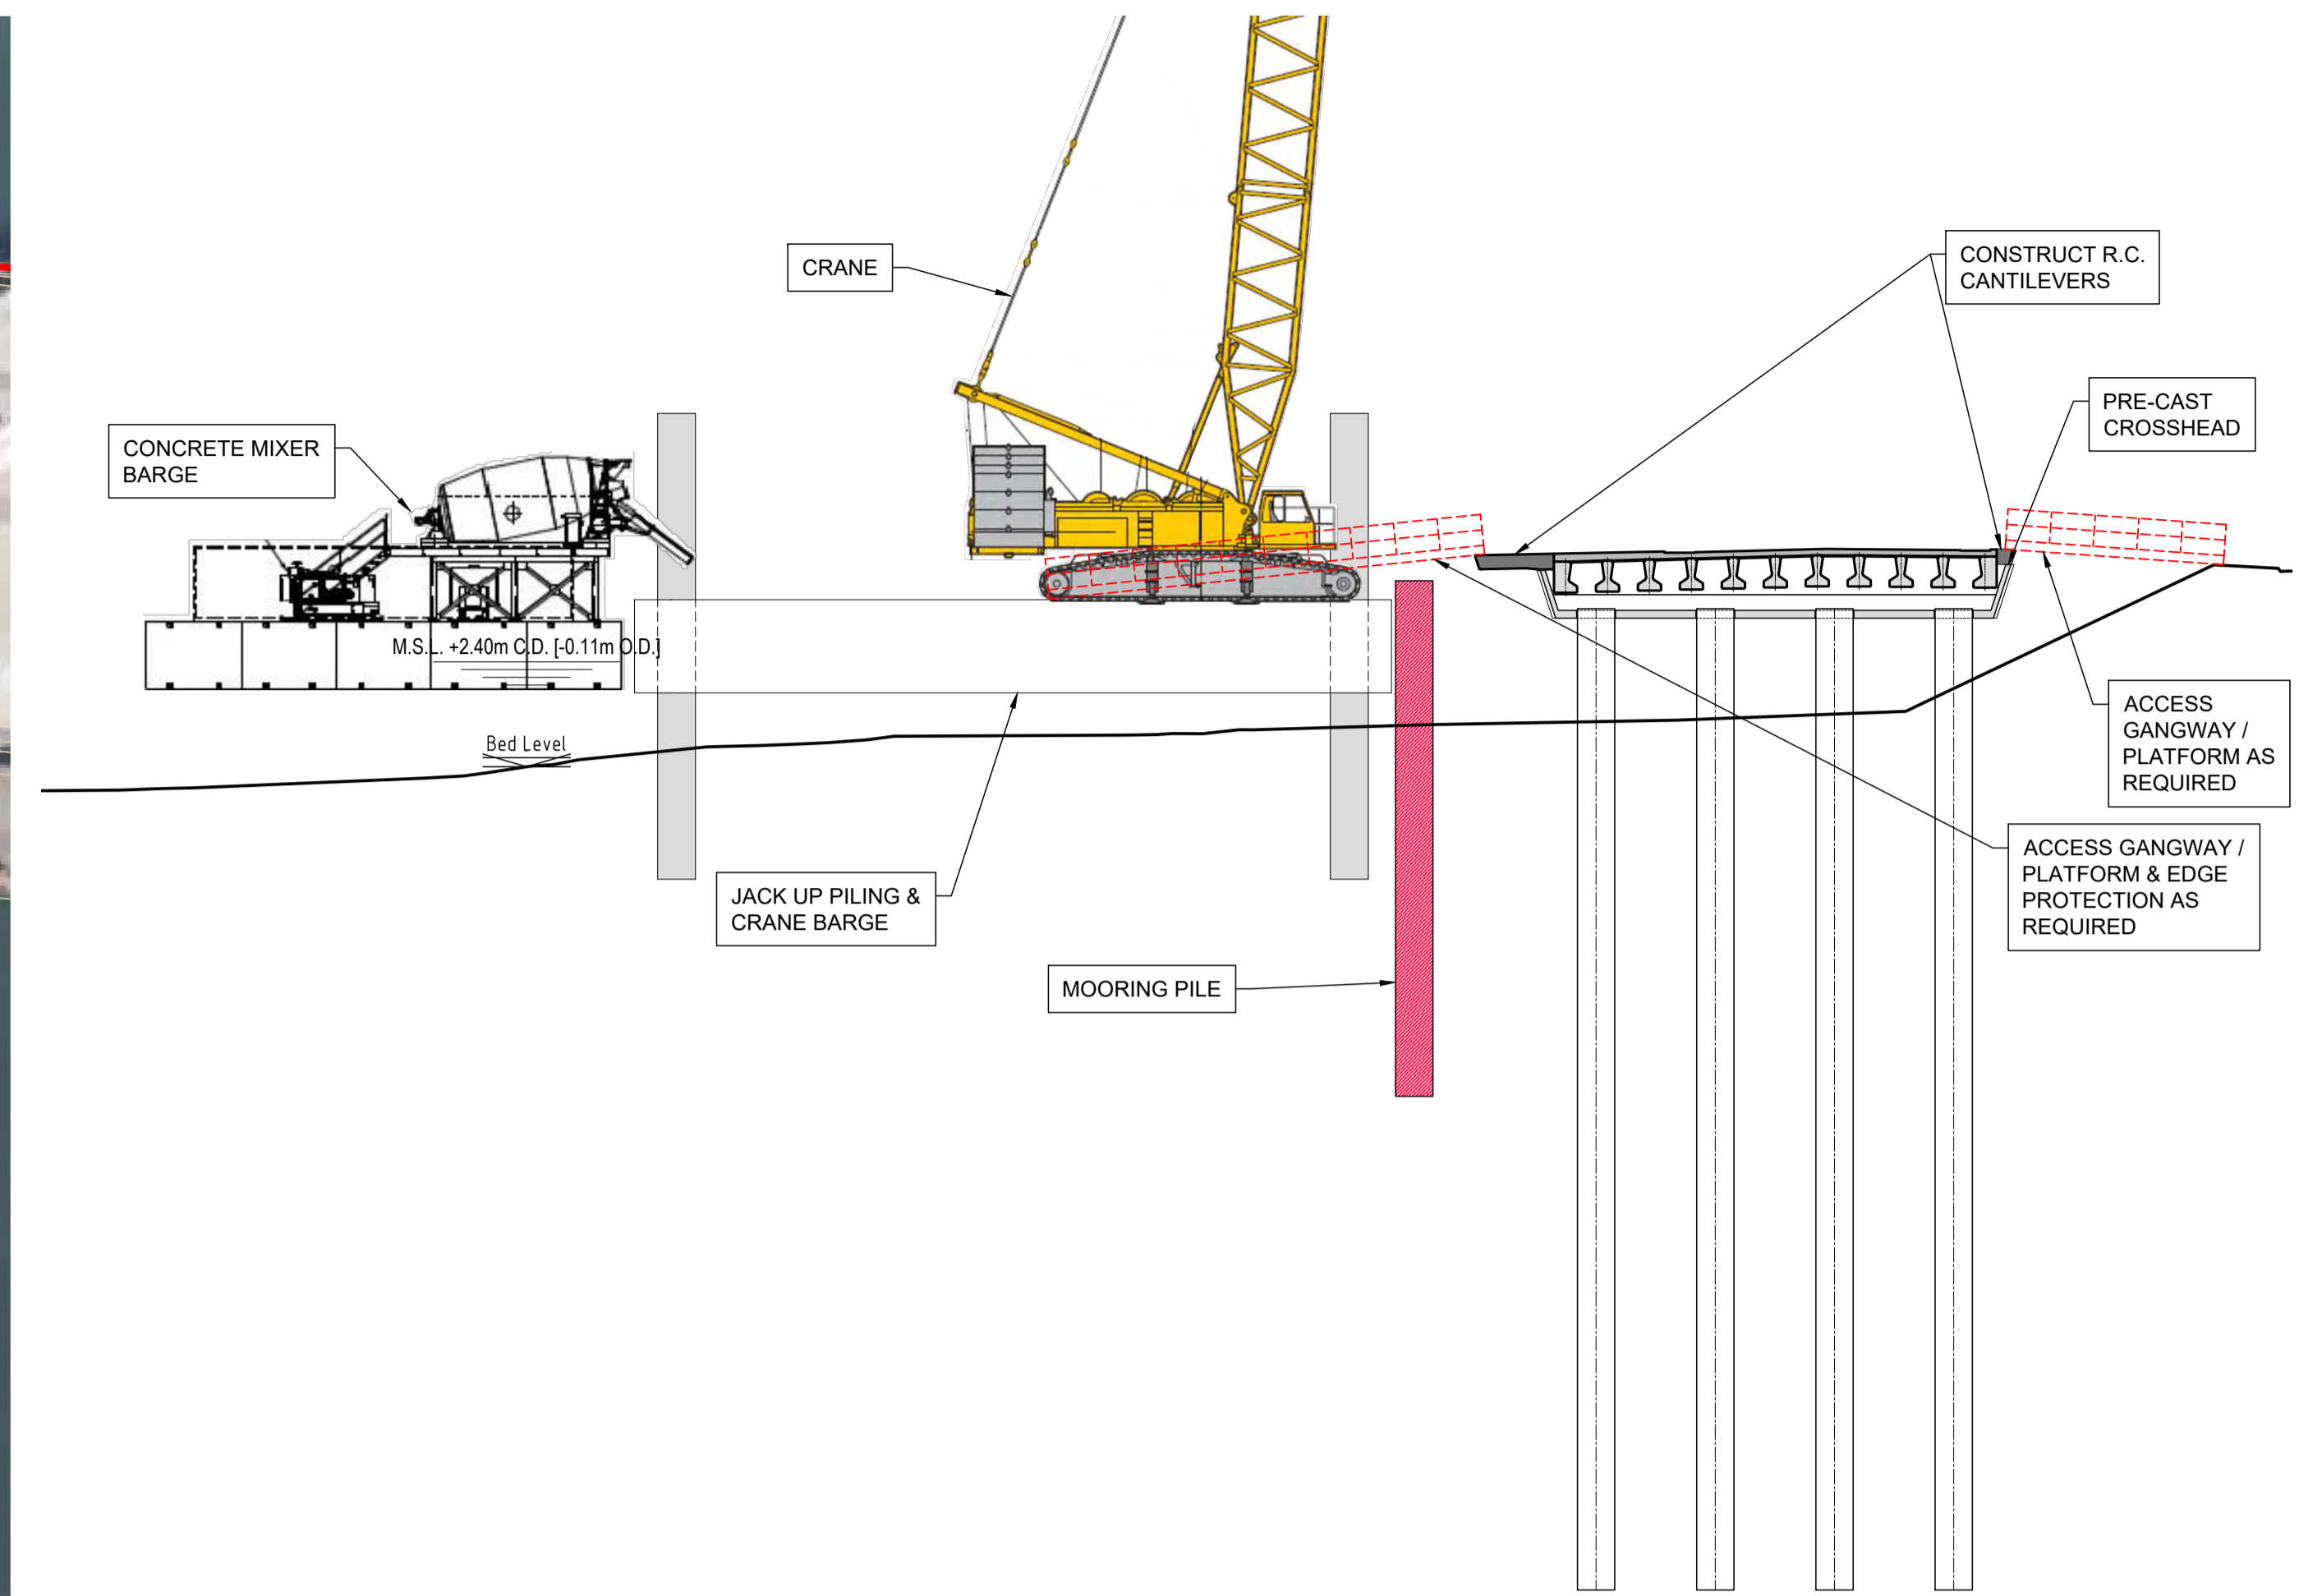 CRANE
CONSTRUCT R.C.
CANTILEVERS
PRE-CAST
CROSSHEAD
CONCRETE MIXER
BARGE
M.S.L. +2.40m C.D. [-0.11m O.D.]
Bed Level
ACCESS
GANGWAY /
PLATFORM AS
REQUIRED
ACCESS GANGWAY /
PLATFORM & EDGE
PROTECTION AS
REQUIRED
JACK UP PILING &
CRANE BARGE
MOORING PILE